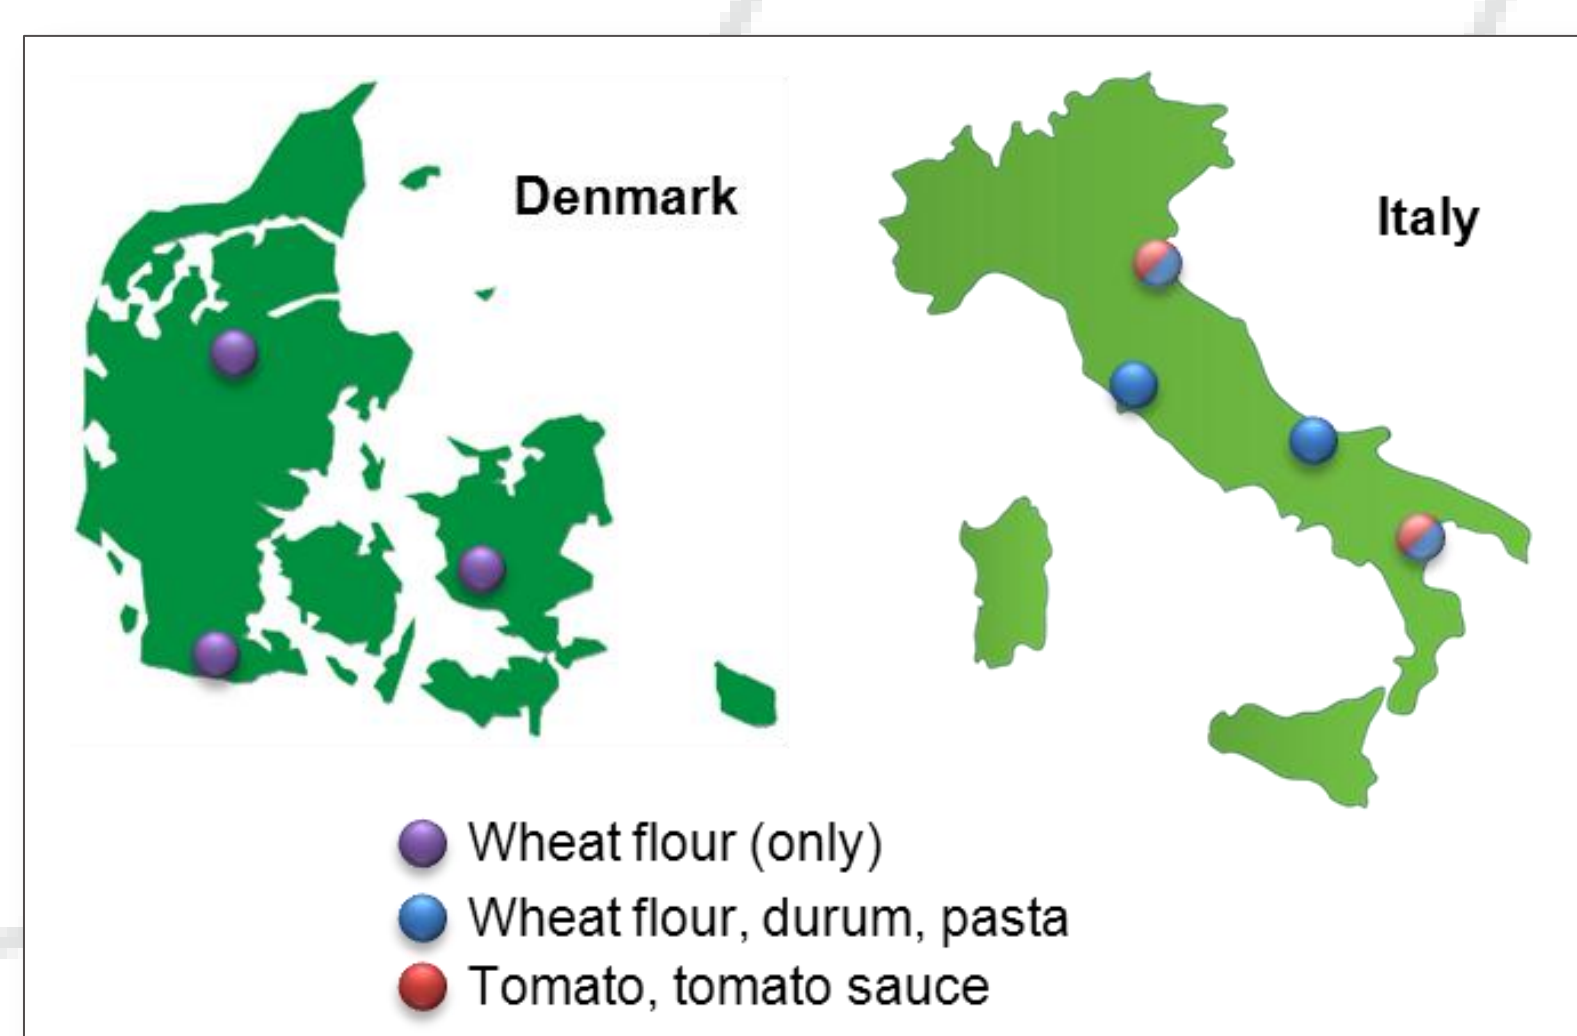 Denmark
Italy
Wheat flour (only)
Wheat flour, durum, pasta
Tomato, tomato sauce